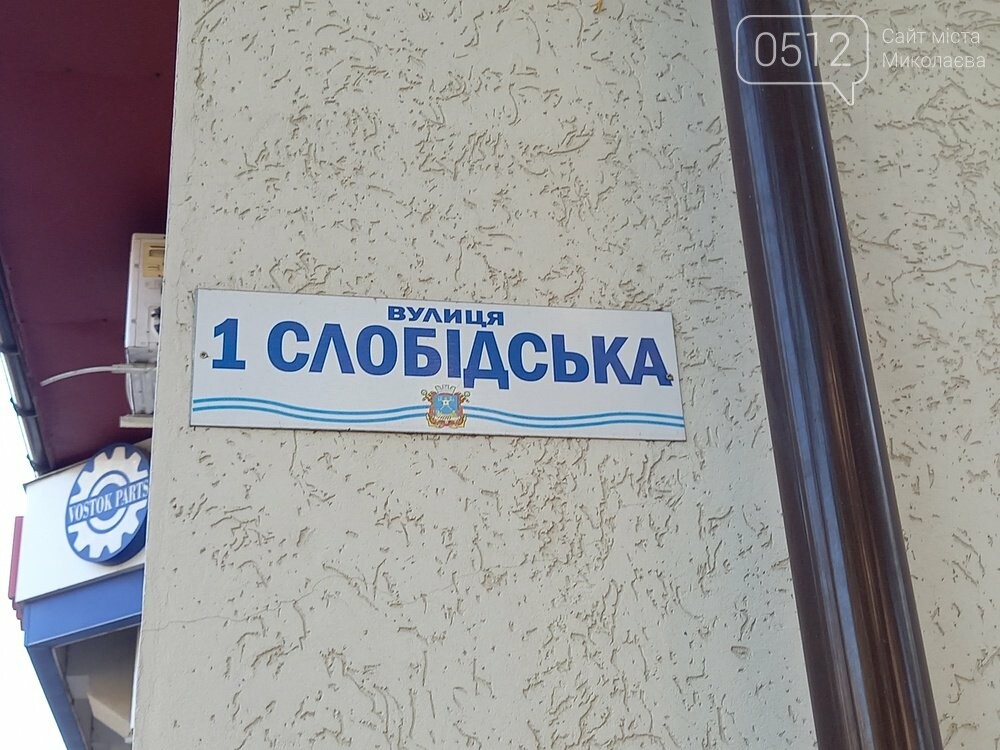 0512
Сайт міста
Миколаєва
ВУЛИЦЯ
1 СЛОБІДСЬКА
VOSTOK PARTS